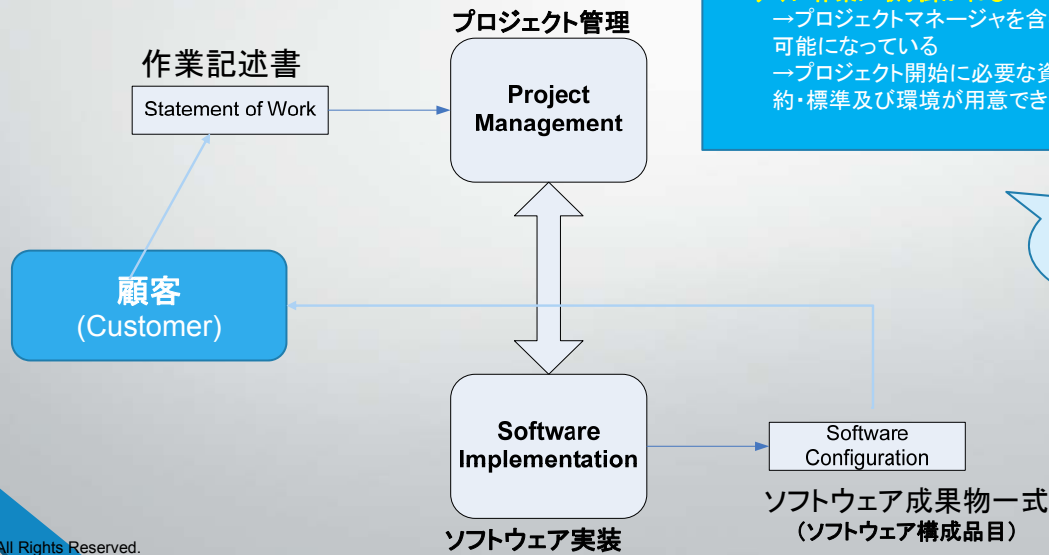 プロジェクト管理
→プロジェクトマネージャを含
可能になっている
→プロジェクト開始に必要な資
約・標準及び環境が用意でき
作業記述書
Statement of Work
Project
Management
顧客
(Customer)
Software
Implementation
Software
Configuration
ソフトウェア成果物一式
(ソフトウェア構成品目)
ソフトウェア実装
All Rights Reserved.